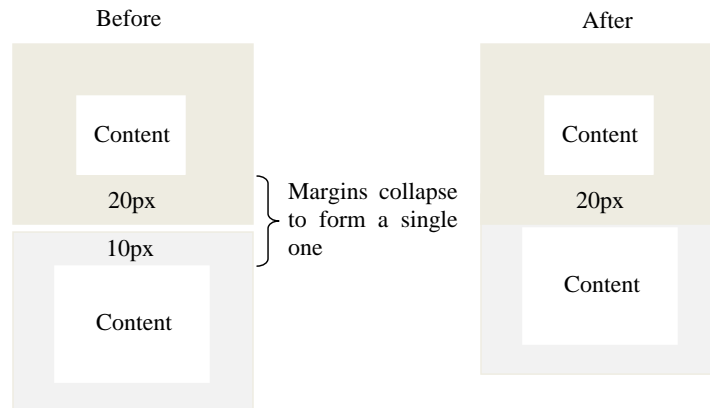 Before
After
Content
Content
20px
Margins collapse
to form a single
one
20px
10px
Content
Content